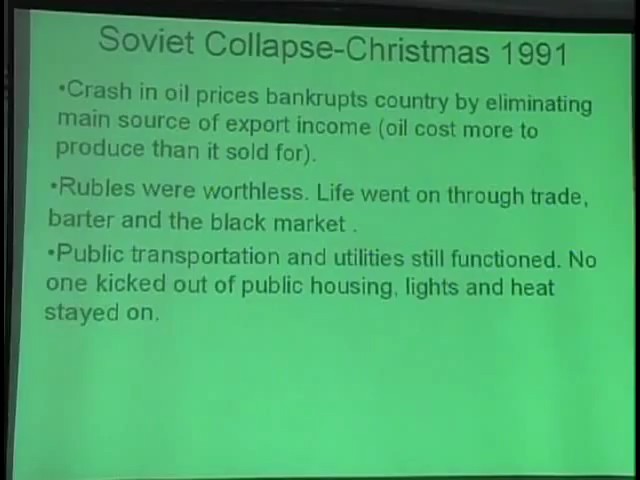 Soviet Collapse-Christmas 1991
•Crash in oil prices bankrupts country by eliminating
main source of export income (oil cost more to
produce than it sold for).
•Rubles were worthless. Life went on through trade,
barter and the black market .
•Public transportation and utilities still functioned. No
one kicked out of public housing, lights and heat
stayed on.